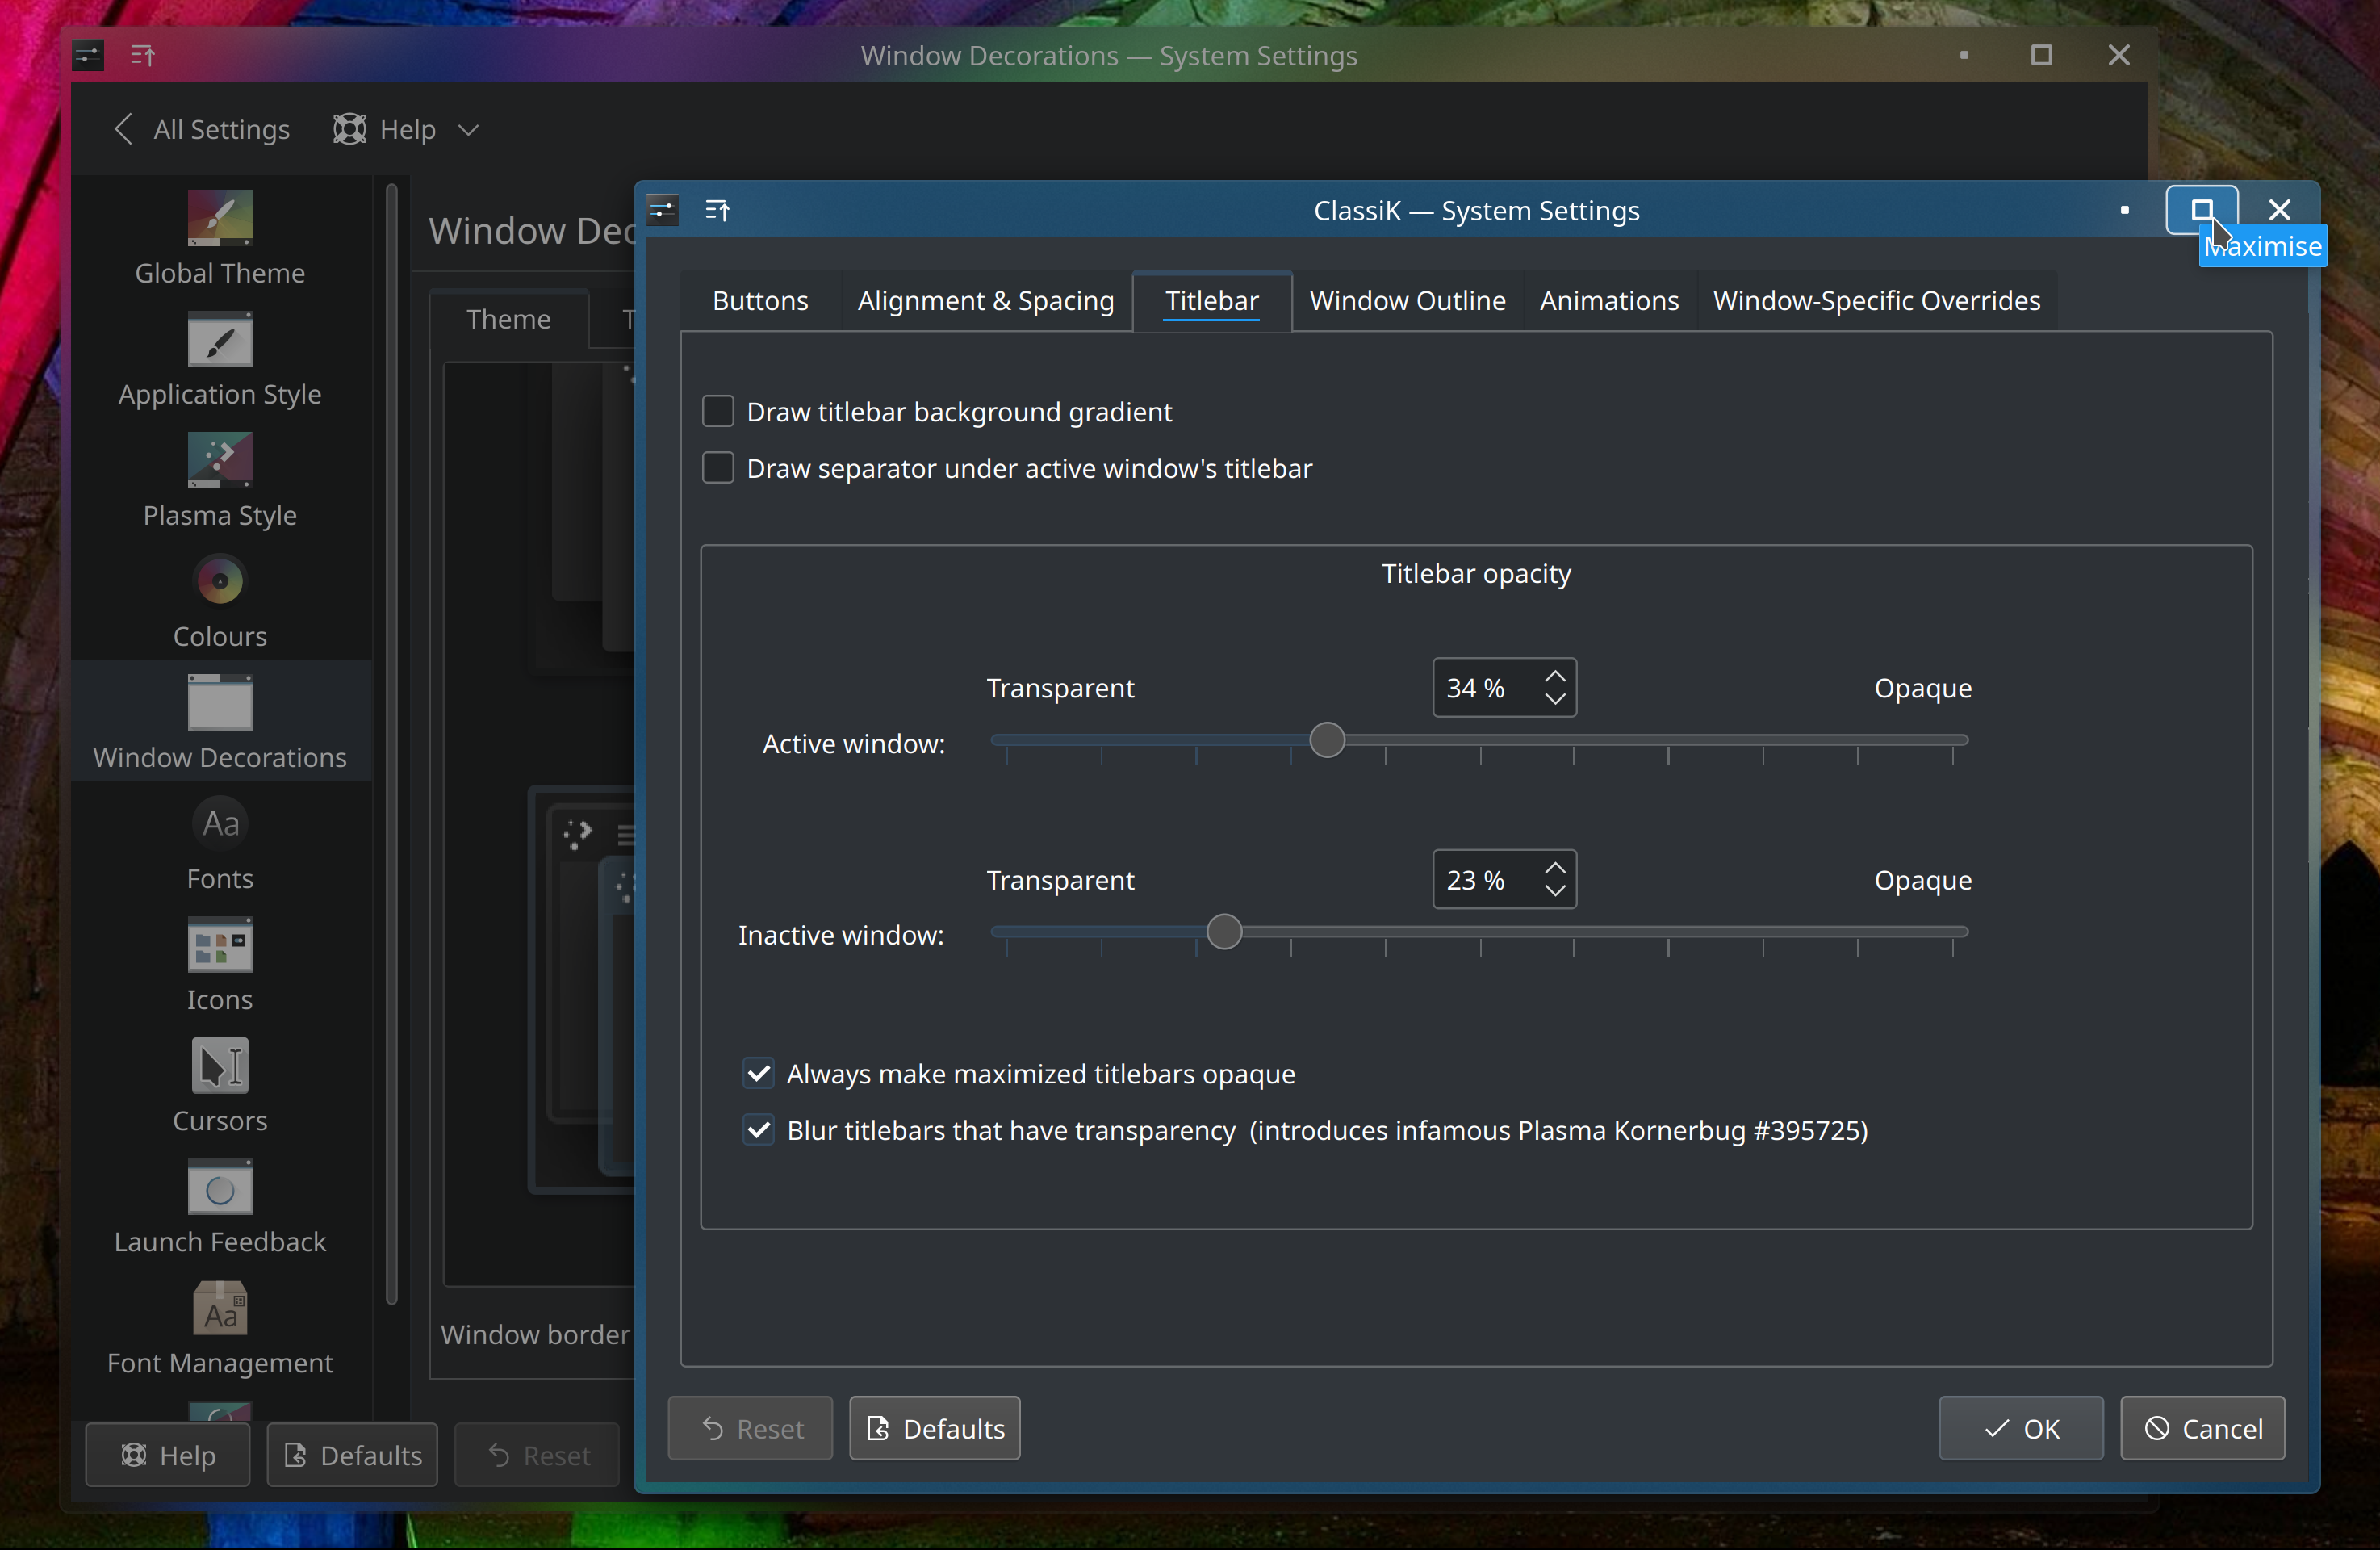 Window Decorations — System Settings
All Settings
Help
Global Theme
Application Style
Plasma Style
Colours
Window Decorations
Fonts
Icons
Cursors
Launch Feedback
Font Management
Help
Defaults
Reset
Window Dec
Theme
T
Window border
ClassiK — System Settings
Maximise
Buttons
Alignment & Spacing
Titlebar
Window Outline
Animations
Window-Specific Overrides
Draw titlebar background gradient
Draw separator under active window's titlebar
Titlebar opacity
Transparent
34 %
Opaque
Active window:
Transparent
23 %
Opaque
Inactive window:
Always make maximized titlebars opaque
Blur titlebars that have transparency (introduces infamous Plasma Kornerbug #395725)
Reset
Defaults
OK
Cancel
Aa
Aa